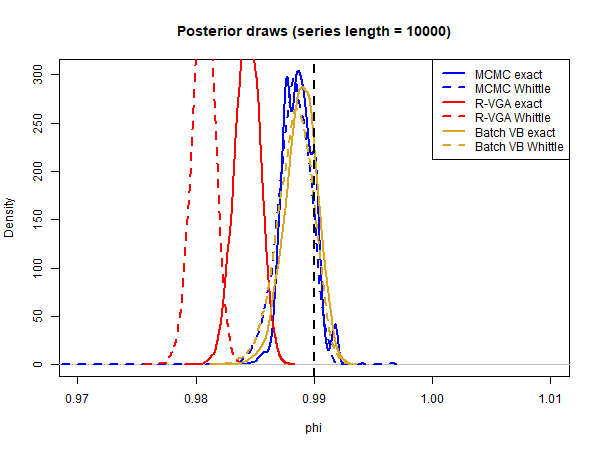 Posterior draws (series length = 10000)
MCMC exact
MCMC Whittle
R-VGA exact
R-VGA Whittle
Batch VB exact
Batch VB Whittle
Density
300
250
200
150
100
50
0
0.97
0.98
0.99
1.00
1.01
phi